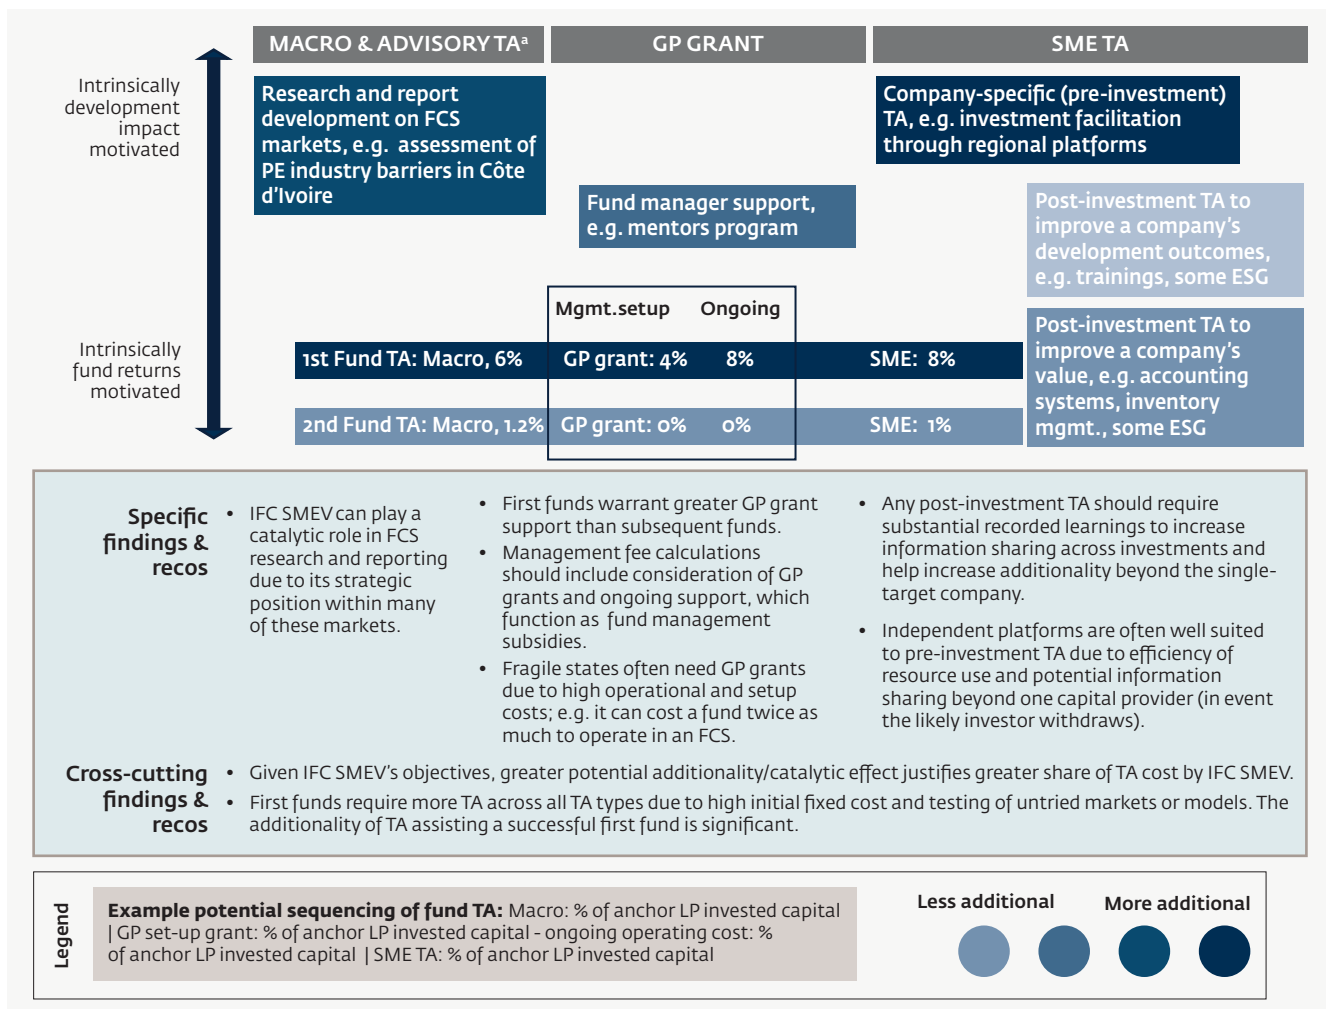 MACRO & ADVISORY TAᵃ
GP GRANT
SME TA
Intrinsically
development
impact
motivated
Research and report
development on FCS
markets, e.g. assessment of
PE industry barriers in Côte
d'Ivoire
Company-specific (pre-investment)
TA, e.g. investment facilitation
through regional platforms
Fund manager support,
e.g. mentors program
Post-investment TA to
improve a company's
development outcomes,
e.g. trainings, some ESG
Mgmt.setup Ongoing
Intrinsically
fund returns
motivated
1st Fund TA: Macro, 6% GP grant: 4% 8% SME: 8%
2nd Fund TA: Macro, 1.2% GP grant: 0% 0% SME: 1%
Post-investment TA to
improve a company's
value, e.g. accounting
systems, inventory
mgmt., some ESG
Specific
findings &
recos
• IFC SMEV can play a
catalytic role in FCS
research and reporting
due to its strategic
position within many
of these markets.
• First funds warrant greater GP grant
support than subsequent funds.
• Management fee calculations
should include consideration of GP
grants and ongoing support, which
function as fund management
subsidies.
• Fragile states often need GP grants
due to high operational and setup
costs; e.g. it can cost a fund twice as
much to operate in an FCS.
• Any post-investment TA should require
substantial recorded learnings to increase
information sharing across investments and
help increase additionality beyond the single-
target company.
• Independent platforms are often well suited
to pre-investment TA due to efficiency of
resource use and potential information
sharing beyond one capital provider (in event
the likely investor withdraws).
Cross-cutting
findings &
recos
• Given IFC SMEV's objectives, greater potential additionality/catalytic effect justifies greater share of TA cost by IFC SMEV.
• First funds require more TA across all TA types due to high initial fixed cost and testing of untried markets or models. The
additionality of TA assisting a successful first fund is significant.
Legend
Example potential sequencing of fund TA: Macro: % of anchor LP invested capital
| GP set-up grant: % of anchor LP invested capital - ongoing operating cost: %
of anchor LP invested capital | SME TA: % of anchor LP invested capital
Less additional
More additional